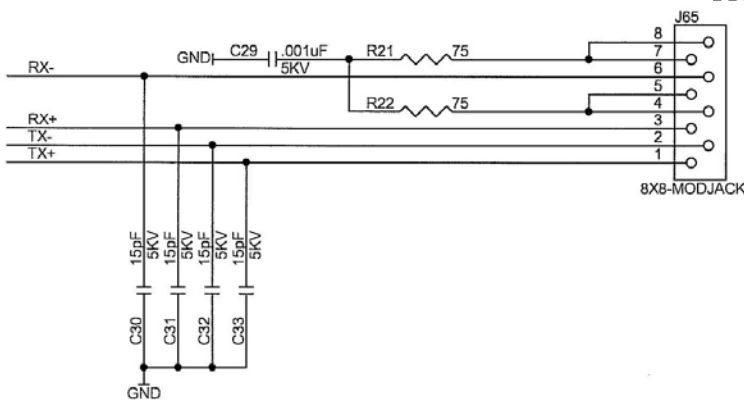 J65
8
GND C29 .001uF R21 75 7
5KV
RX- 6
5
R22 75 4
RX+ 3
TX- 2
TX+ 1
8X8-MODJACK
15pF 5KV 15pF 5KV 15pF 5KV 15pF 5KV
C30 C31 C32 C33
GND